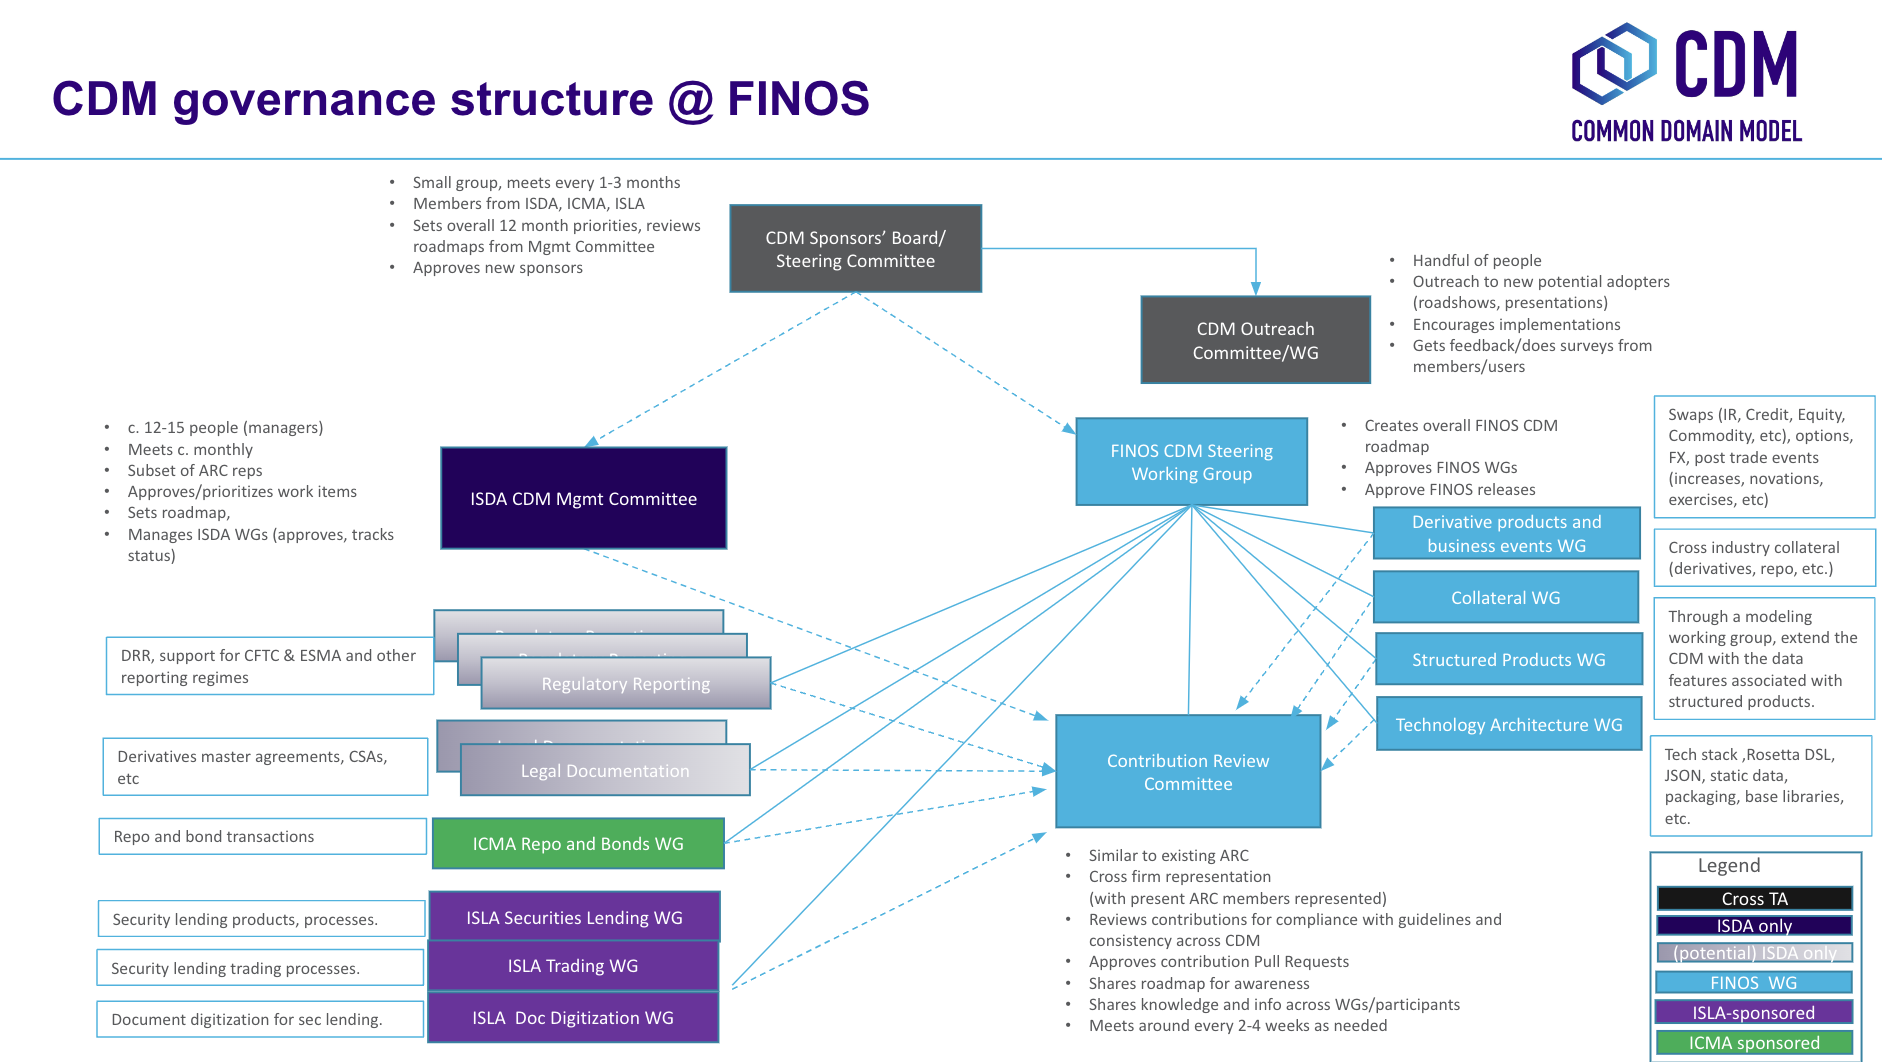 CDM governance structure @ FINOS
CDM
COMMON DOMAIN MODEL
• Small group, meets every 1-3 months
• Members from ISDA, ICMA, ISLA
• Sets overall 12 month priorities, reviews
roadmaps from Mgmt Committee
• Approves new sponsors
CDM Sponsors’ Board/
Steering Committee
• Handful of people
• Outreach to new potential adopters
(roadshows, presentations)
• Encourages implementations
• Gets feedback/does surveys from
members/users
CDM Outreach
Committee/WG
• c. 12-15 people (managers)
• Meets c. monthly
• Subset of ARC reps
• Approves/prioritizes work items
• Sets roadmap,
• Manages ISDA WGs (approves, tracks
status)
ISDA CDM Mgmt Committee
FINOS CDM Steering
Working Group
• Creates overall FINOS CDM
roadmap
• Approves FINOS WGs
• Approve FINOS releases
Swaps (IR, Credit, Equity,
Commodity, etc), options,
FX, post trade events
(increases, novations,
exercises, etc)
Derivative products and
business events WG
Cross industry collateral
(derivatives, repo, etc.)
Collateral WG
Through a modeling
working group, extend the
CDM with the data
features associated with
structured products.
Structured Products WG
Technology Architecture WG
Tech stack ,Rosetta DSL,
JSON, static data,
packaging, base libraries,
etc.
DRR, support for CFTC & ESMA and other
reporting regimes
Regulatory Reporting
Derivatives master agreements, CSAs,
etc
Legal Documentation
Contribution Review
Committee
Repo and bond transactions
ICMA Repo and Bonds WG
Security lending products, processes.
ISLA Securities Lending WG
Security lending trading processes.
ISLA Trading WG
Document digitization for sec lending.
ISLA  Doc Digitization WG
• Similar to existing ARC
• Cross firm representation
(with present ARC members represented)
• Reviews contributions for compliance with guidelines and
consistency across CDM
• Approves contribution Pull Requests
• Shares roadmap for awareness
• Shares knowledge and info across WGs/participants
• Meets around every 2-4 weeks as needed
Legend
Cross TA
ISDA only
(potential) ISDA only
FINOS  WG
ISLA-sponsored
ICMA sponsored